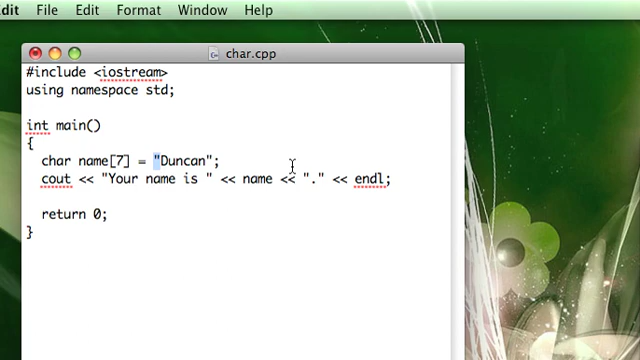 Edit File Edit Format Window Help
char.cpp
#include <iostream>
using namespace std;
int main()
{
char name[7] = "Duncan";
cout << "Your name is " << name << "." << endl;
return 0;
}